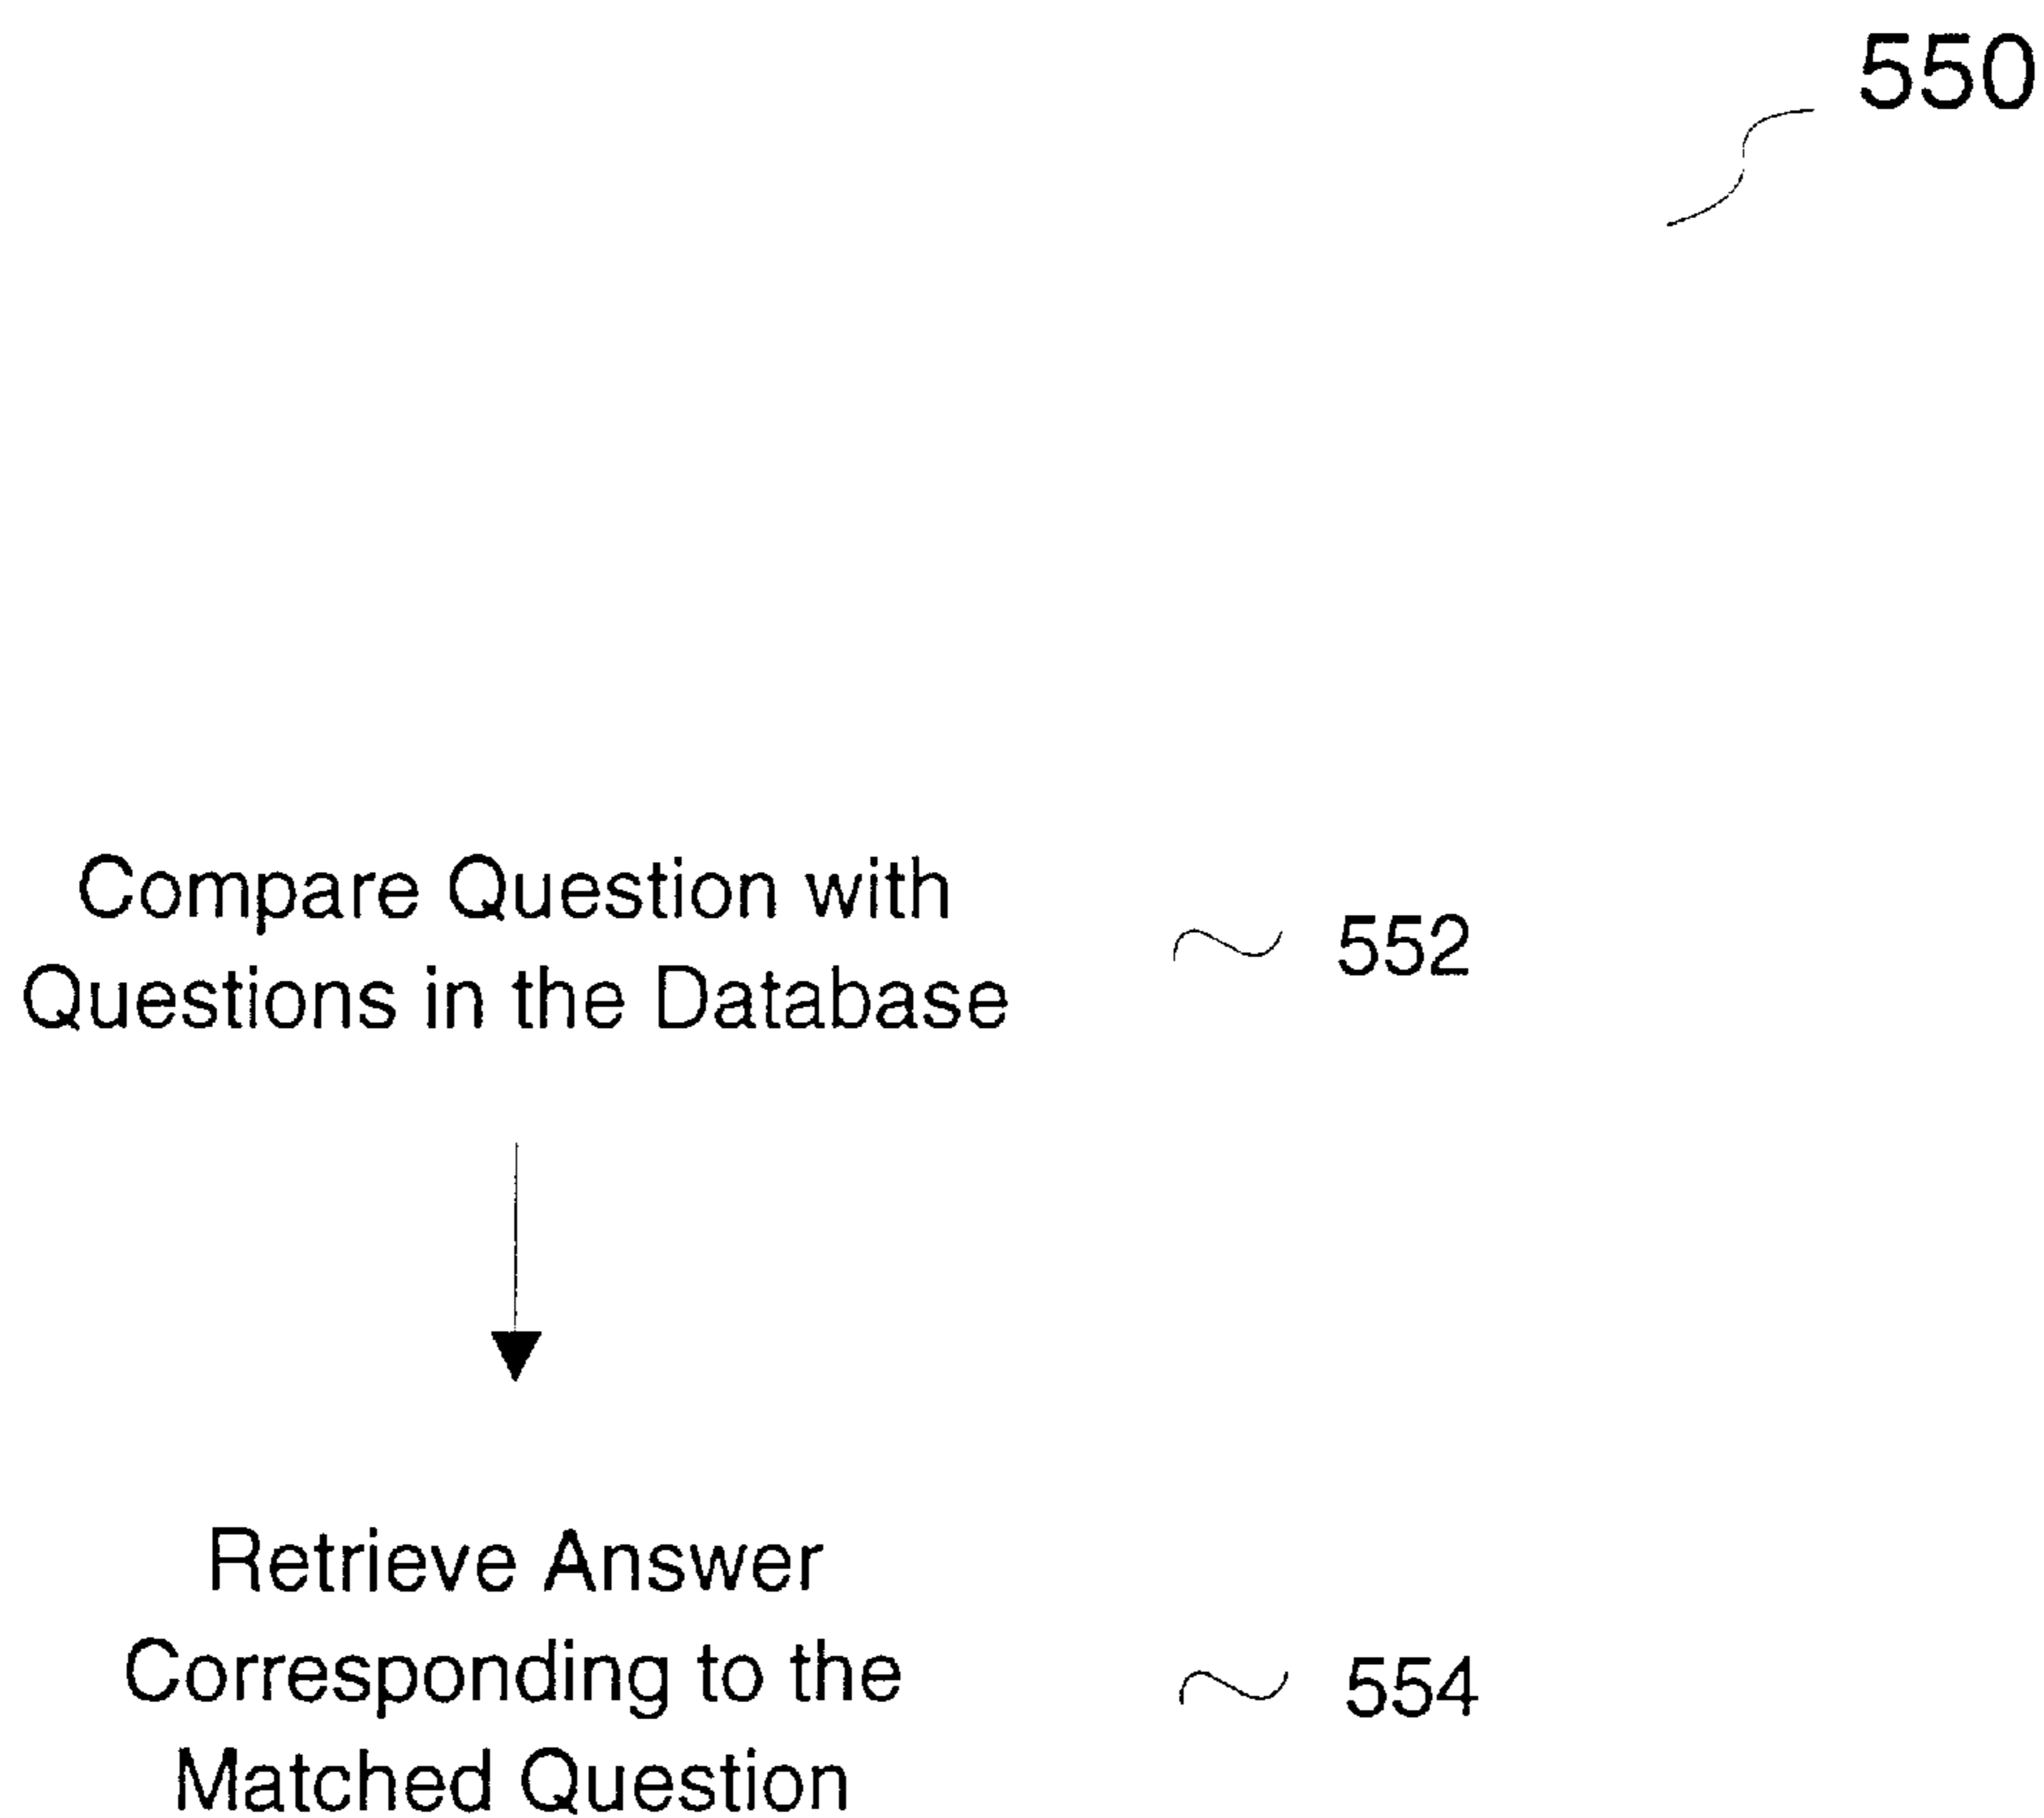 550
Compare Question with
Questions in the Database
552
Retrieve Answer
Corresponding to the
Matched Question
554